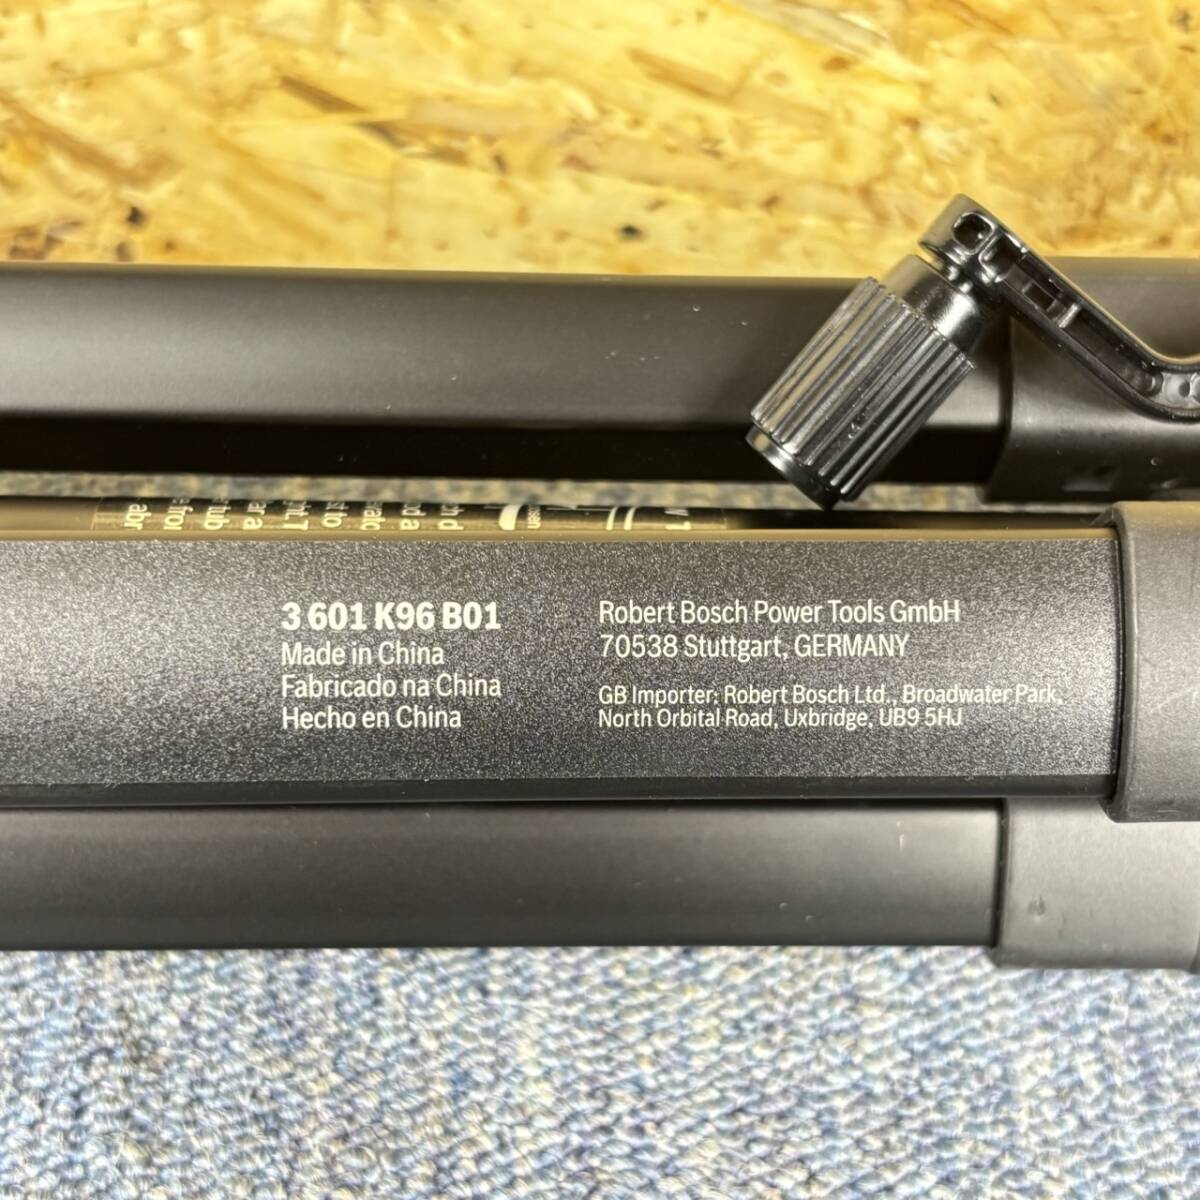 3 601 K96 B01
Made in China
Fabricado na China
Hecho en China
Robert Bosch Power Tools GmbH
70538 Stuttgart, GERMANY
GB Importer: Robert Bosch Ltd., Broadwater Park,
North Orbital Road, Uxbridge, UB9 5HJ